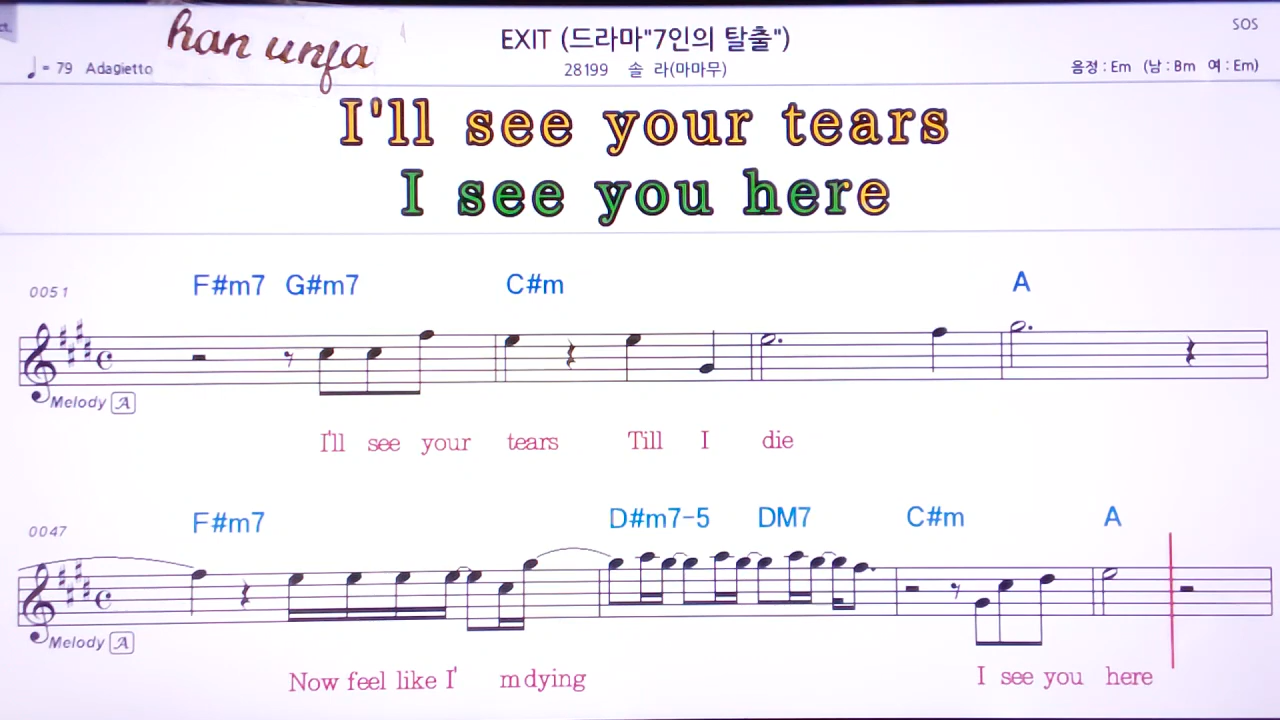 ct.
han unja
EXIT (드라마"7인의 탈출")
SOS
♩= 79 Adagietto
28199 솔 라(마마무)
음정 : Em (남 : Bm 여 : Em)
I'll see your tears
I see you here
0051
F#m7 G#m7 C#m A
Melody A
I'll see your tears Till I die
0047
F#m7 D#m7-5 DM7 C#m A
Melody A
Now feel like I' mdying I see you here